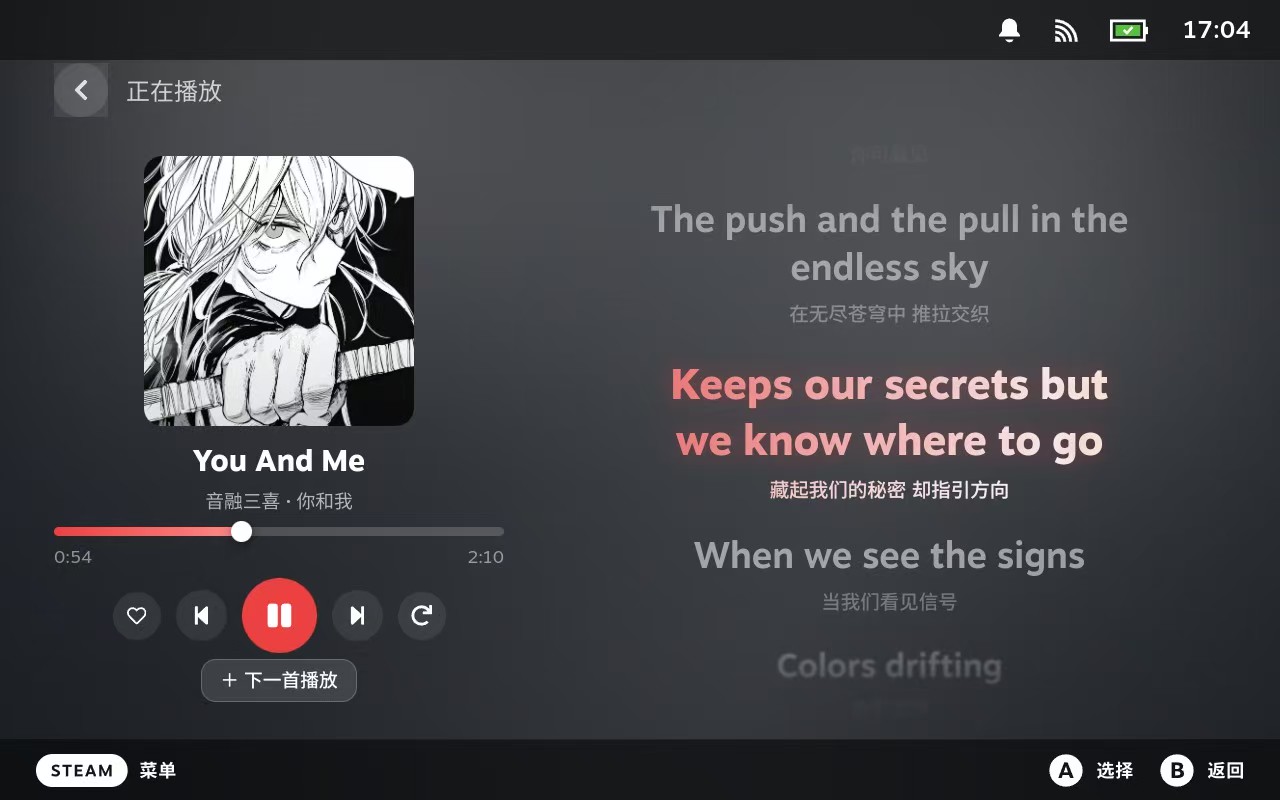 17:04
正在播放
You And Me
音融三喜 · 你和我
0:54
2:10
+ 下一首播放
The push and the pull in the
endless sky
在无尽苍穹中 推拉交织
Keeps our secrets but
we know where to go
藏起我们的秘密 却指引方向
When we see the signs
当我们看见信号
Colors drifting
STEAM 菜单
A 选择 B 返回